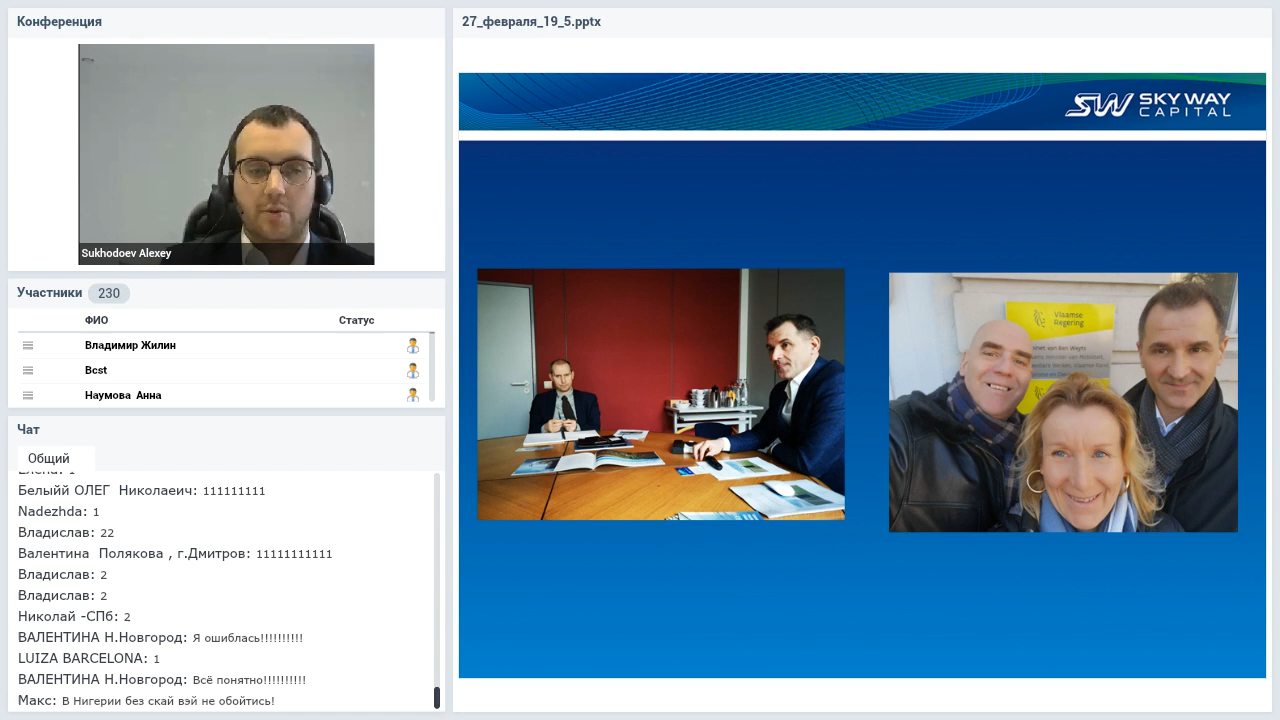 Конференция
Sukhodoev Alexey
Участники 230
ФИО Статус
Владимир Жилин
Bcst
Наумова Анна
Чат
Общий
Белыйй ОЛЕГ Николаеич: 111111111
Nadezhda: 1
Владислав: 22
Валентина Полякова , г.Дмитров: 11111111111
Владислав: 2
Владислав: 2
Николай -СПб: 2
ВАЛЕНТИНА Н.Новгород: Я ошиблась!!!!!!!!!!
LUIZA BARCELONA: 1
ВАЛЕНТИНА Н.Новгород: Всё понятно!!!!!!!!!!
Макс: В Нигерии без скай вэй не обойтись!
27_февраля_19_5.pptx
SW SKY WAY
CAPITAL
Vlaamse
Regering